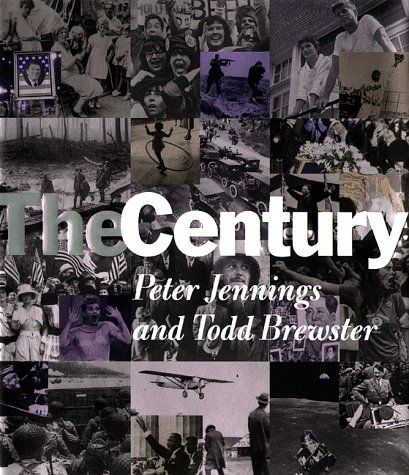 The Century
Peter Jennings
and Todd Brewster